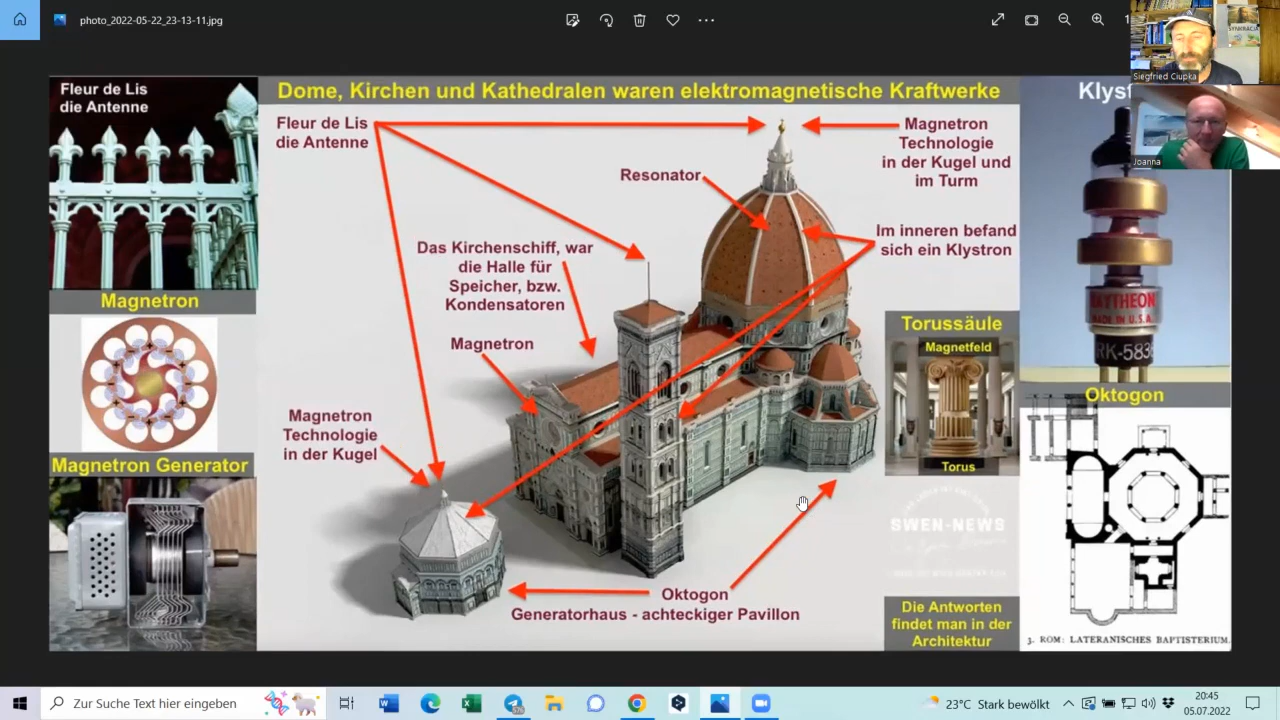 photo_2022-05-22_23-13-11.jpg
Siegfried Ciupka
Joanna
SYNKRACJA
Fleur de Lis
die Antenne
Dome, Kirchen und Kathedralen waren elektromagnetische Kraftwerke
Klyst
Fleur de Lis
die Antenne
Magnetron
Technologie
in der Kugel und
im Turm
Resonator
Im inneren befand
sich ein Klystron
Das Kirchenschiff, war
die Halle für
Speicher, bzw.
Kondensatoren
Magnetron
Magnetron
RAYTHEON
MADE IN U.S.A.
RK-5836
Torussäule
Magnetfeld
Torus
Oktogon
Magnetron
Technologie
in der Kugel
Magnetron Generator
SWEN-NEWS
Oktogon
Generatorhaus - achteckiger Pavillon
Die Antworten
findet man in der
Architektur
3. ROM: LATERANISCHES BAPTISTERIUM.
Zur Suche Text hier eingeben
23°C Stark bewölkt
20:45
05.07.2022